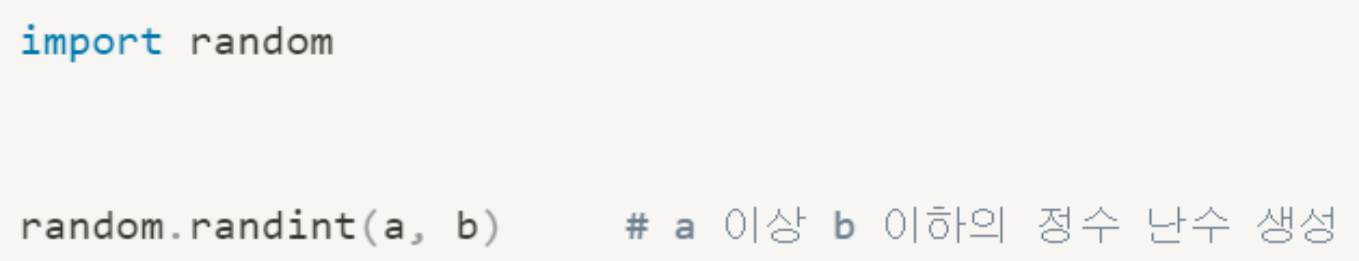 import random
random.randint(a, b) # a 이상 b 이하의 정수 난수 생성